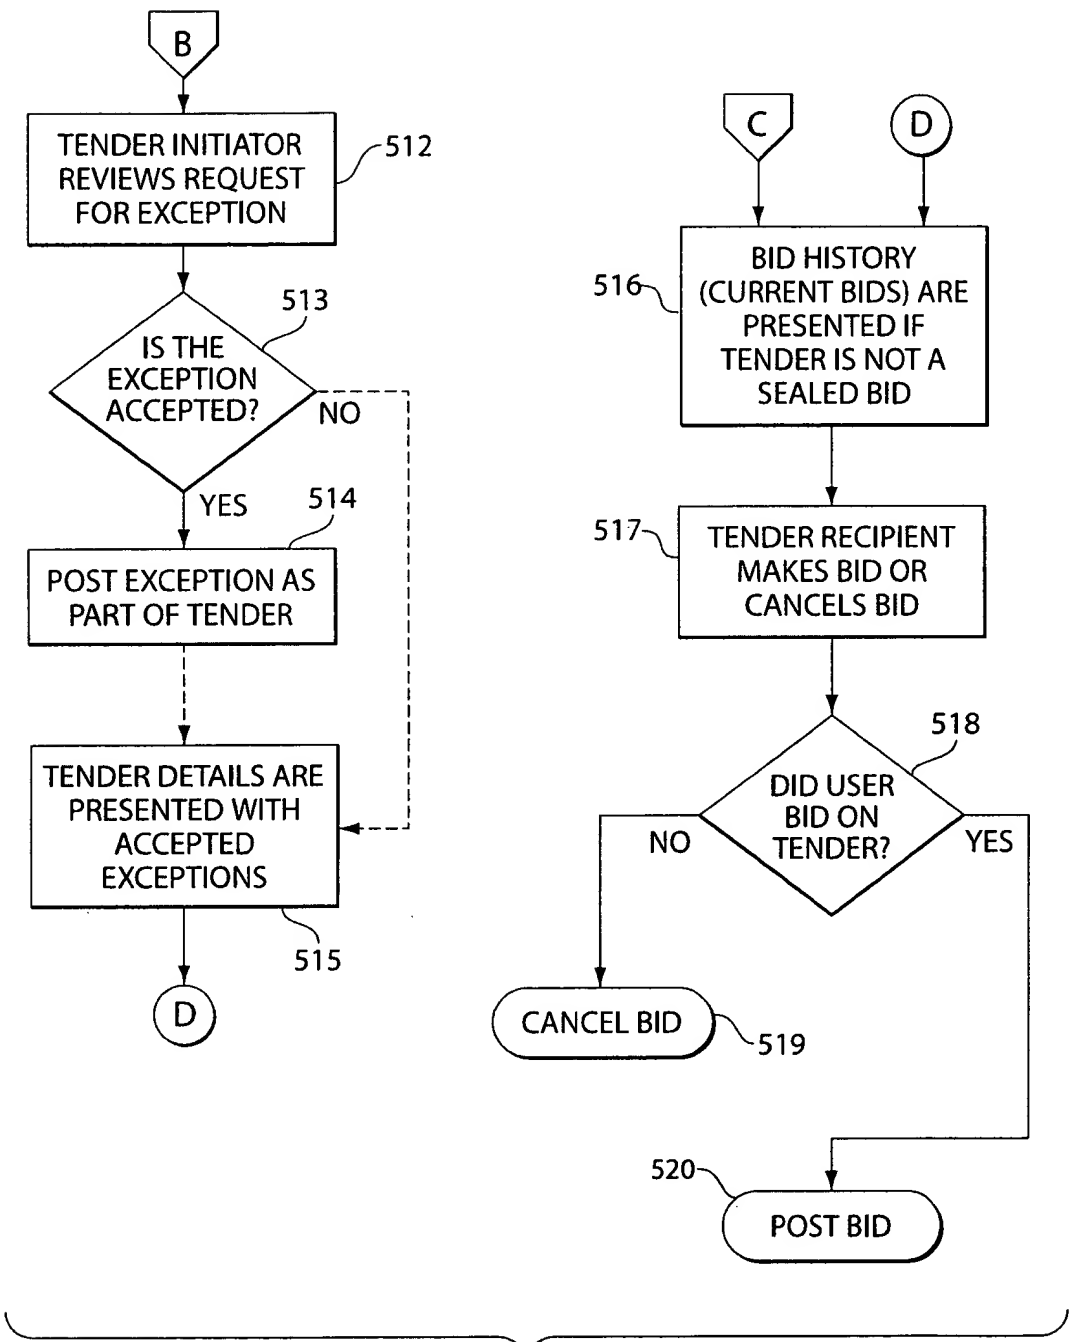 B
TENDER INITIATOR
REVIEWS REQUEST
FOR EXCEPTION
512
IS THE
EXCEPTION
ACCEPTED?
513
NO
YES
514
POST EXCEPTION AS
PART OF TENDER
TENDER DETAILS ARE
PRESENTED WITH
ACCEPTED
EXCEPTIONS
515
D
C
D
516
BID HISTORY
(CURRENT BIDS) ARE
PRESENTED IF
TENDER IS NOT A
SEALED BID
517
TENDER RECIPIENT
MAKES BID OR
CANCELS BID
518
DID USER
BID ON
TENDER?
NO
YES
CANCEL BID
519
520
POST BID